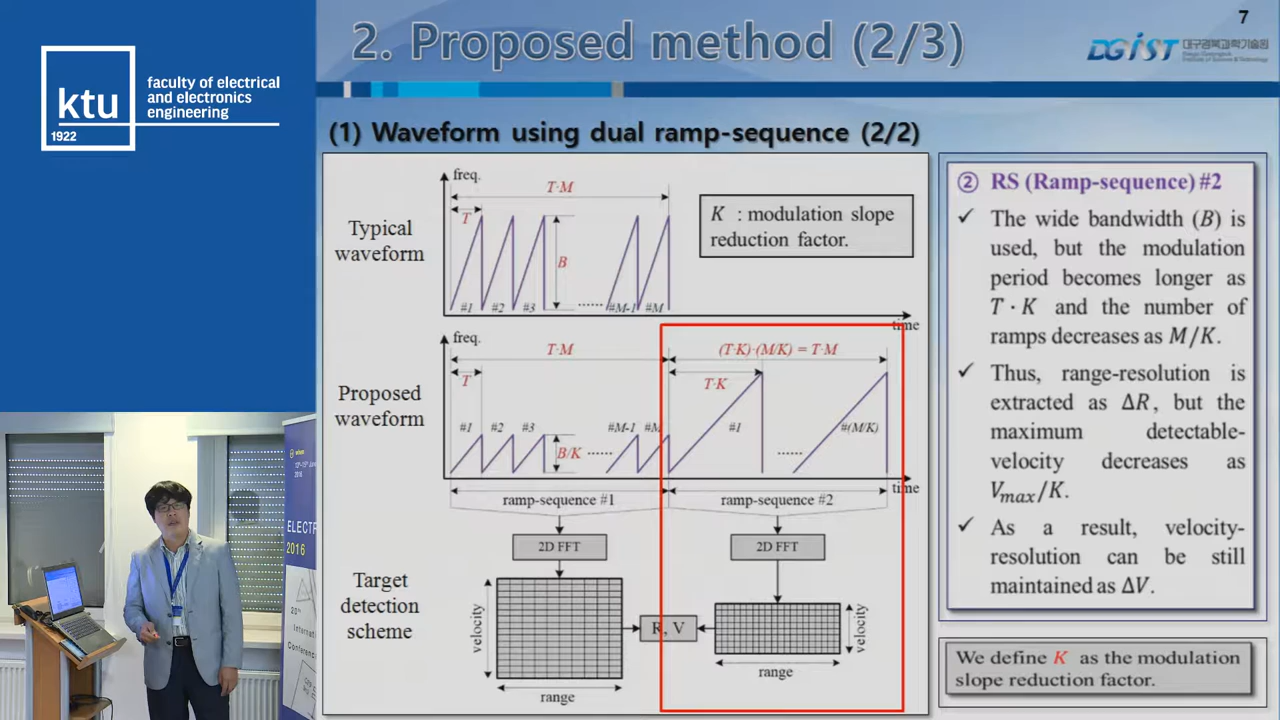 7
2. Proposed method (2/3)
DGIST 대구경북과학기술원
ktu
1922
faculty of electrical
and electronics
engineering
(1) Waveform using dual ramp-sequence (2/2)
Typical
waveform
freq.
T·M
T
B
#1 #2 #3 ...... #M-1 #M
time
K : modulation slope
reduction factor.
Proposed
waveform
freq.
T·M
(T·K)·(M/K) = T·M
T
T·K
#1 #2 #3 #M-1 #M #1 #(M/K)
B/K ...... ......
time
ramp-sequence #1
ramp-sequence #2
2D FFT
2D FFT
Target
detection
scheme
velocity
range
R, V
velocity
range
② RS (Ramp-sequence) #2
✓ The wide bandwidth (B) is
used, but the modulation
period becomes longer as
T · K and the number of
ramps decreases as M/K.
✓ Thus, range-resolution is
extracted as ΔR, but the
maximum detectable-
velocity decreases as
Vmax/K.
✓ As a result, velocity-
resolution can be still
maintained as ΔV.
We define K as the modulation
slope reduction factor.
ELECTR
2016
20th
Internati
Conferen